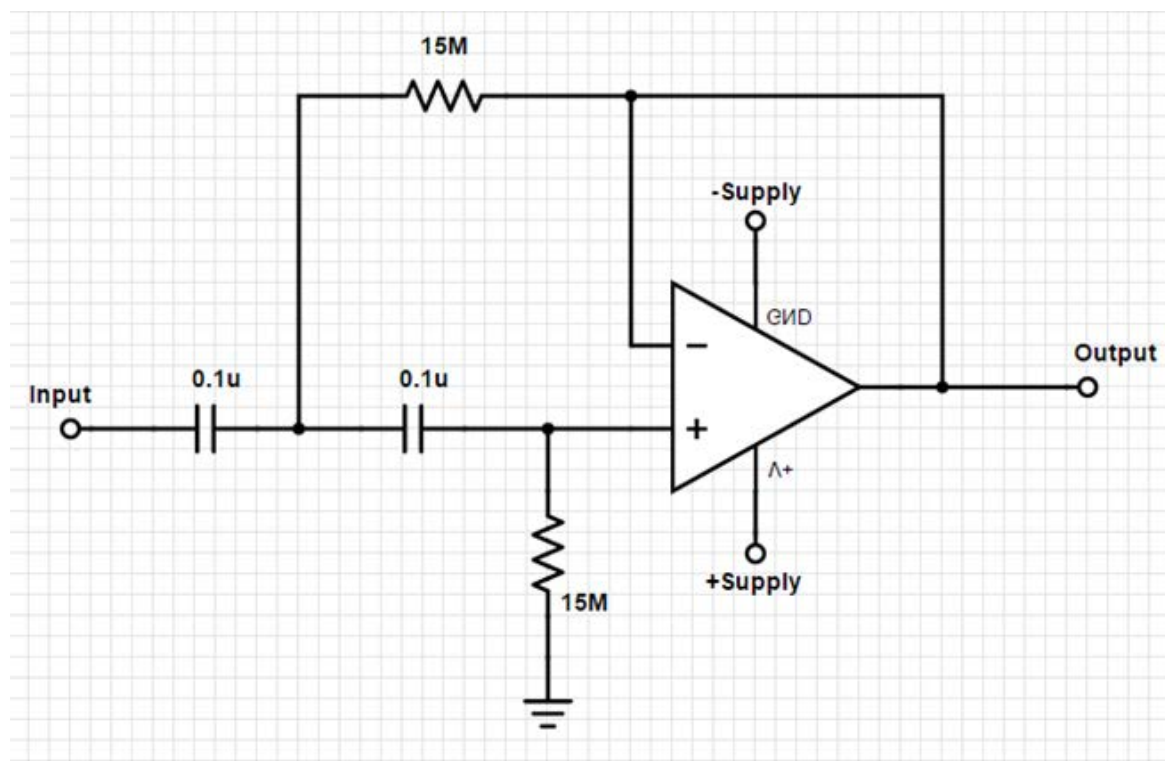 15M
-Supply
GND
Output
0.1u
0.1u
Input
+
V+
+Supply
15M